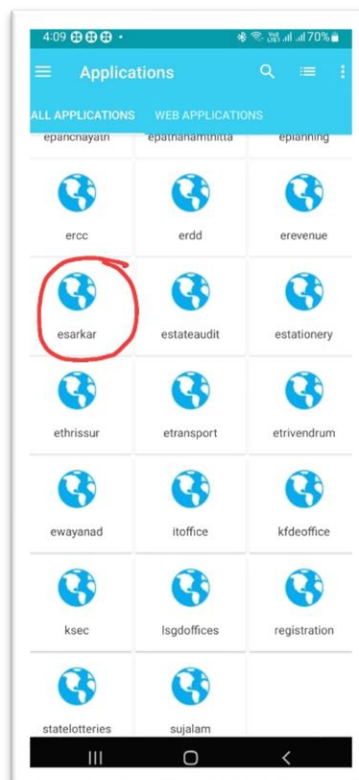 4:09
70%
Applications
ALL APPLICATIONS WEB APPLICATIONS
epanchayath epathanamthitta eplanning
ercc erdd erevenue
esarkar estateaudit estationery
ethrissur etransport etrivendrum
ewayanad itoffice kfdeoffice
ksec lsgdoffices registration
statelotteries sujalam